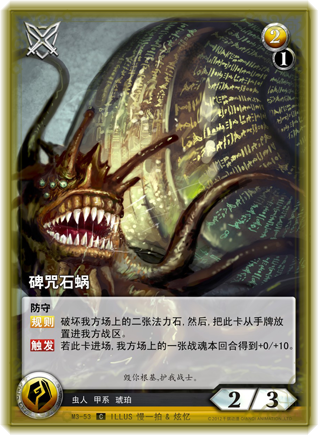 2
1
碑咒石蜗
防守
规则 破坏我方场上的二张法力石,然后,把此卡从手牌放
置进我方战区。
触发 若此卡进场,我方场上的一张战魂本回合得到+0/+10。
毁你根基,护我战士。
虫人 甲系 琥珀
2/3
M3-53 C ILLUS.慢一拍 & 炫忆